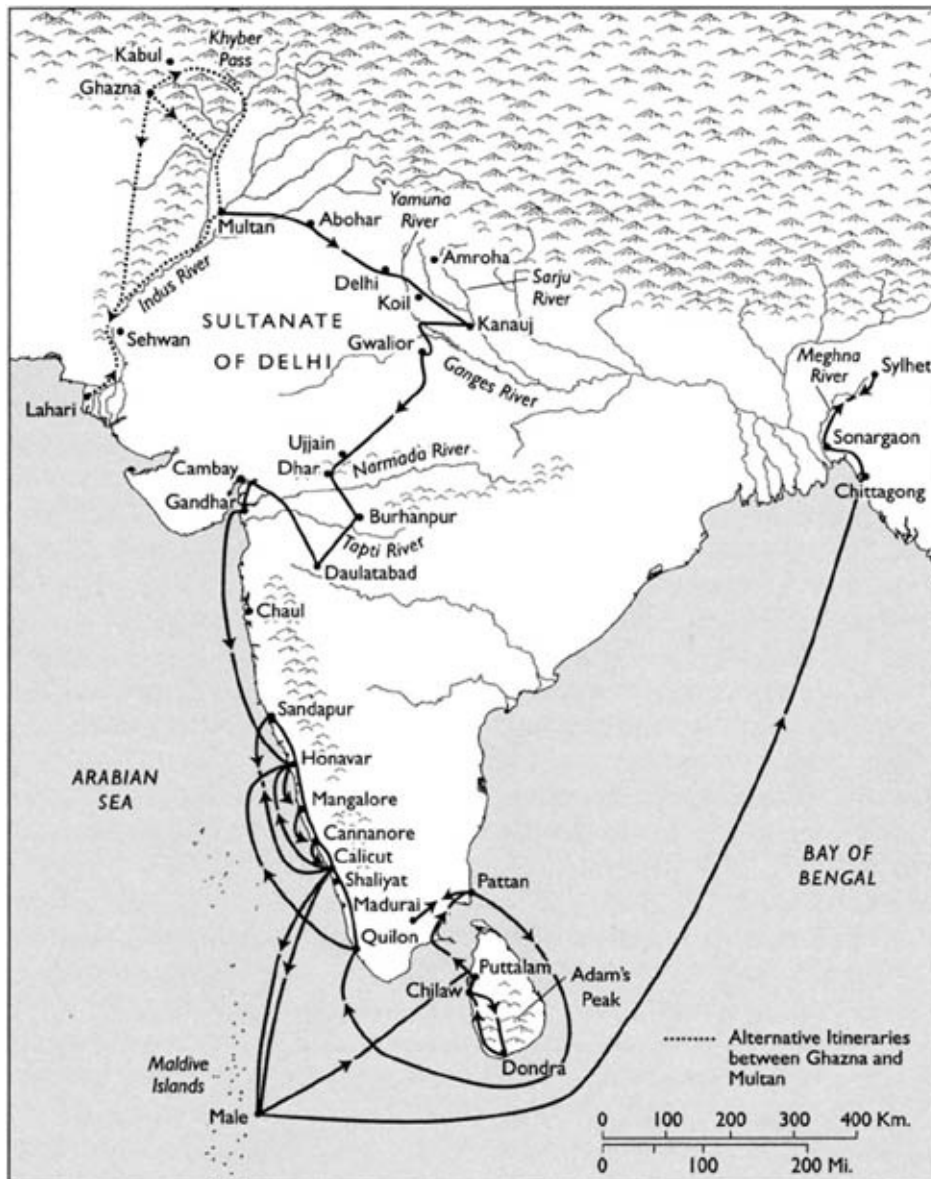 Kabul
Khyber
Pass
Ghazna
Multan
Abohar
Yamuna
River
Amroha
Delhi
Koil
Sarju
River
Indus River
Sehwan
SULTANATE
OF DELHI
Kanauj
Gwalior
Ganges River
Meghna
River
Sylhet
Lahari
Sonargaon
Chittagong
Ujjain
Dhar
Narmada River
Cambay
Gandhar
Burhanpur
Tapti River
Daulatabad
Chaul
Sandapur
Honavar
ARABIAN
SEA
Mangalore
Cannanore
Calicut
Shaliyat
Madurai
Pattan
BAY OF
BENGAL
Quilon
Puttalam
Chilaw
Adam's
Peak
Dondra
Maldive
Islands
Male
Alternative Itineraries
between Ghazna and
Multan
0 100 200 300 400 Km.
0 100 200 Mi.